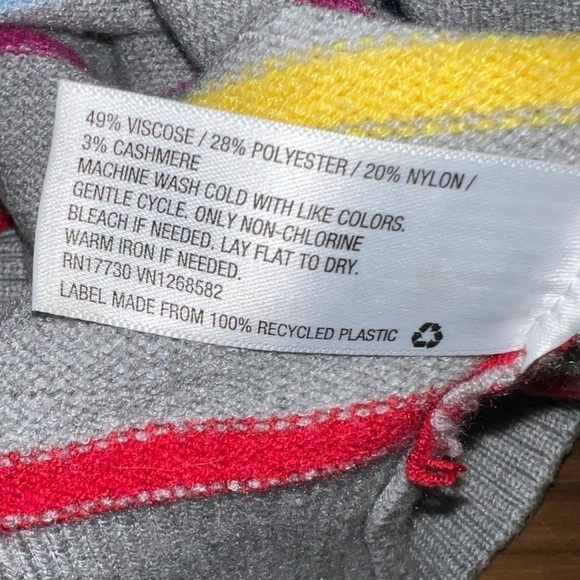 49% VISCOSE / 28% POLYESTER / 20% NYLON /
3% CASHMERE
MACHINE WASH COLD WITH LIKE COLORS.
GENTLE CYCLE. ONLY NON-CHLORINE
BLEACH IF NEEDED. LAY FLAT TO DRY.
WARM IRON IF NEEDED.
RN17730 VN1268582
LABEL MADE FROM 100% RECYCLED PLASTIC